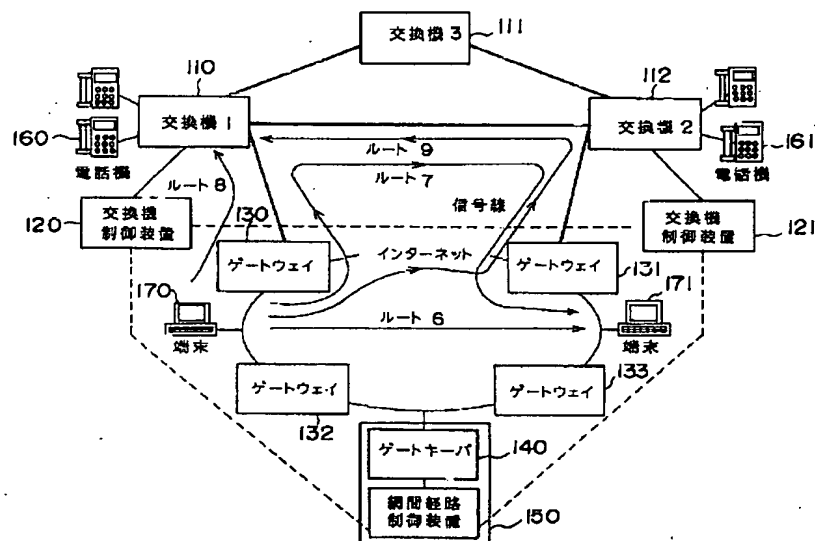 交換機3
111
110
交換機1
112
交換機2
160
電話機
161
電話機
ルート9
ルート7
ルート8
信号線
120
交換機
制御装置
130
ゲートウェイ
インターネット
ゲートウェイ
131
交換機
制御装置
121
170
端末
171
端末
ルート6
ゲートウェイ
132
ゲートウェイ
133
ゲートキーパ
140
網間経路
制御装置
150